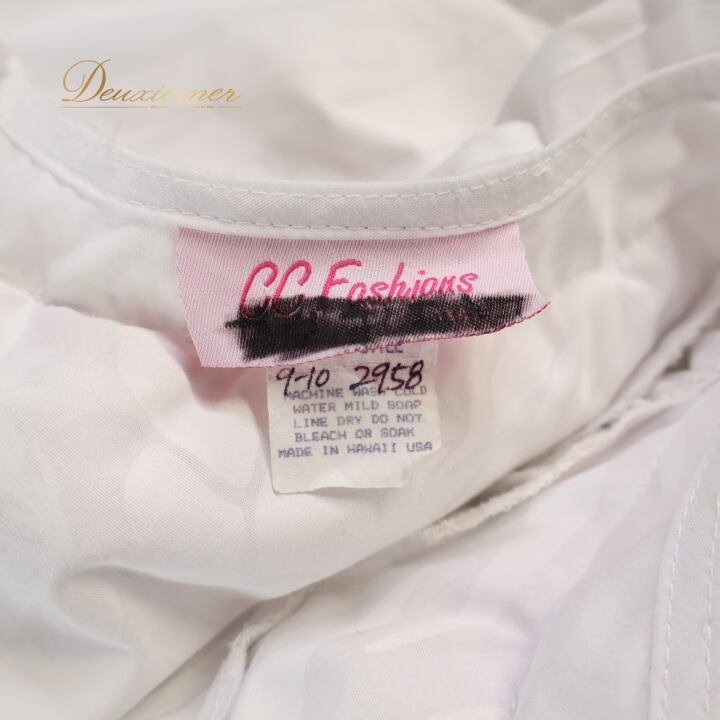 Deuxiemer
CC Fashions
9-10 2958
MACHINE WASH COLD
WATER MILD SOAP
LINE DRY DO NOT
BLEACH OR SOAK
MADE IN HAWAII USA